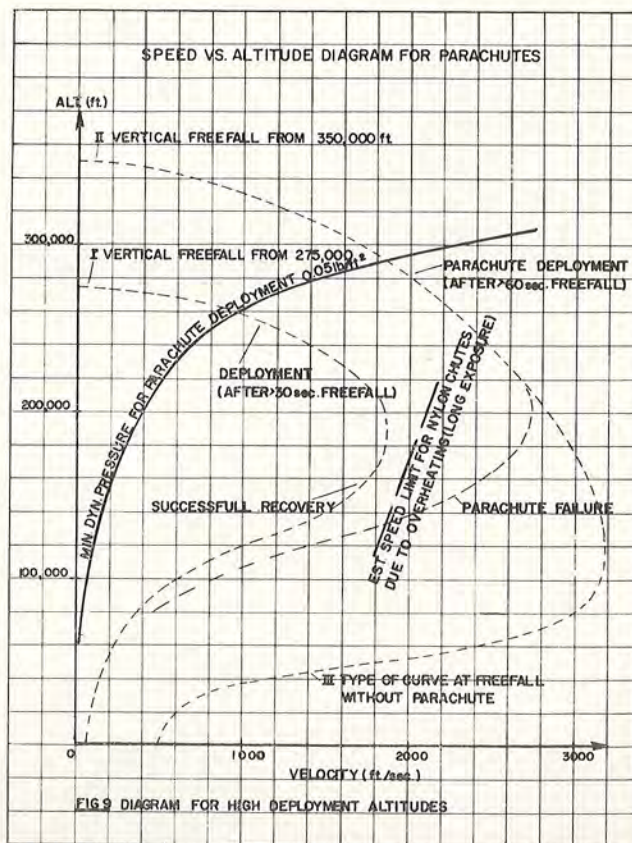 SPEED VS. ALTITUDE DIAGRAM FOR PARACHUTES
ALT. (ft.)
II VERTICAL FREEFALL FROM 350,000 ft
300,000
I VERTICAL FREEFALL FROM 275,000
MIN DYN. PRESSURE FOR PARACHUTE DEPLOYMENT 0.05 lb/ft²
PARACHUTE DEPLOYMENT
(AFTER>60 sec. FREEFALL)
DEPLOYMENT
(AFTER>30 sec. FREEFALL)
200,000
EST. SPEED LIMIT FOR NYLON CHUTES
DUE TO OVERHEATING (LONG EXPOSURE)
SUCCESSFULL RECOVERY
PARACHUTE FAILURE
100,000
III TYPE OF CURVE AT FREEFALL
WITHOUT PARACHUTE
0
1000
2000
3000
VELOCITY (ft./sec.)
FIG.9 DIAGRAM FOR HIGH DEPLOYMENT ALTITUDES